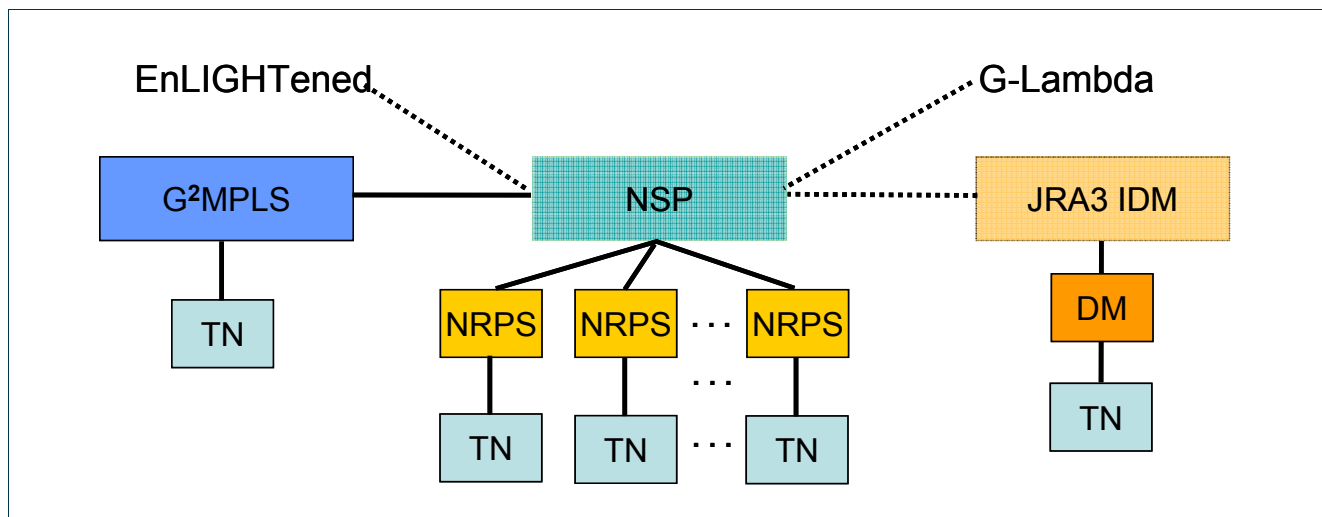 EnLIGHTened
G-Lambda
G²MPLS
NSP
JRA3 IDM
TN
NRPS
NRPS
...
NRPS
DM
...
TN
TN
...
TN
TN